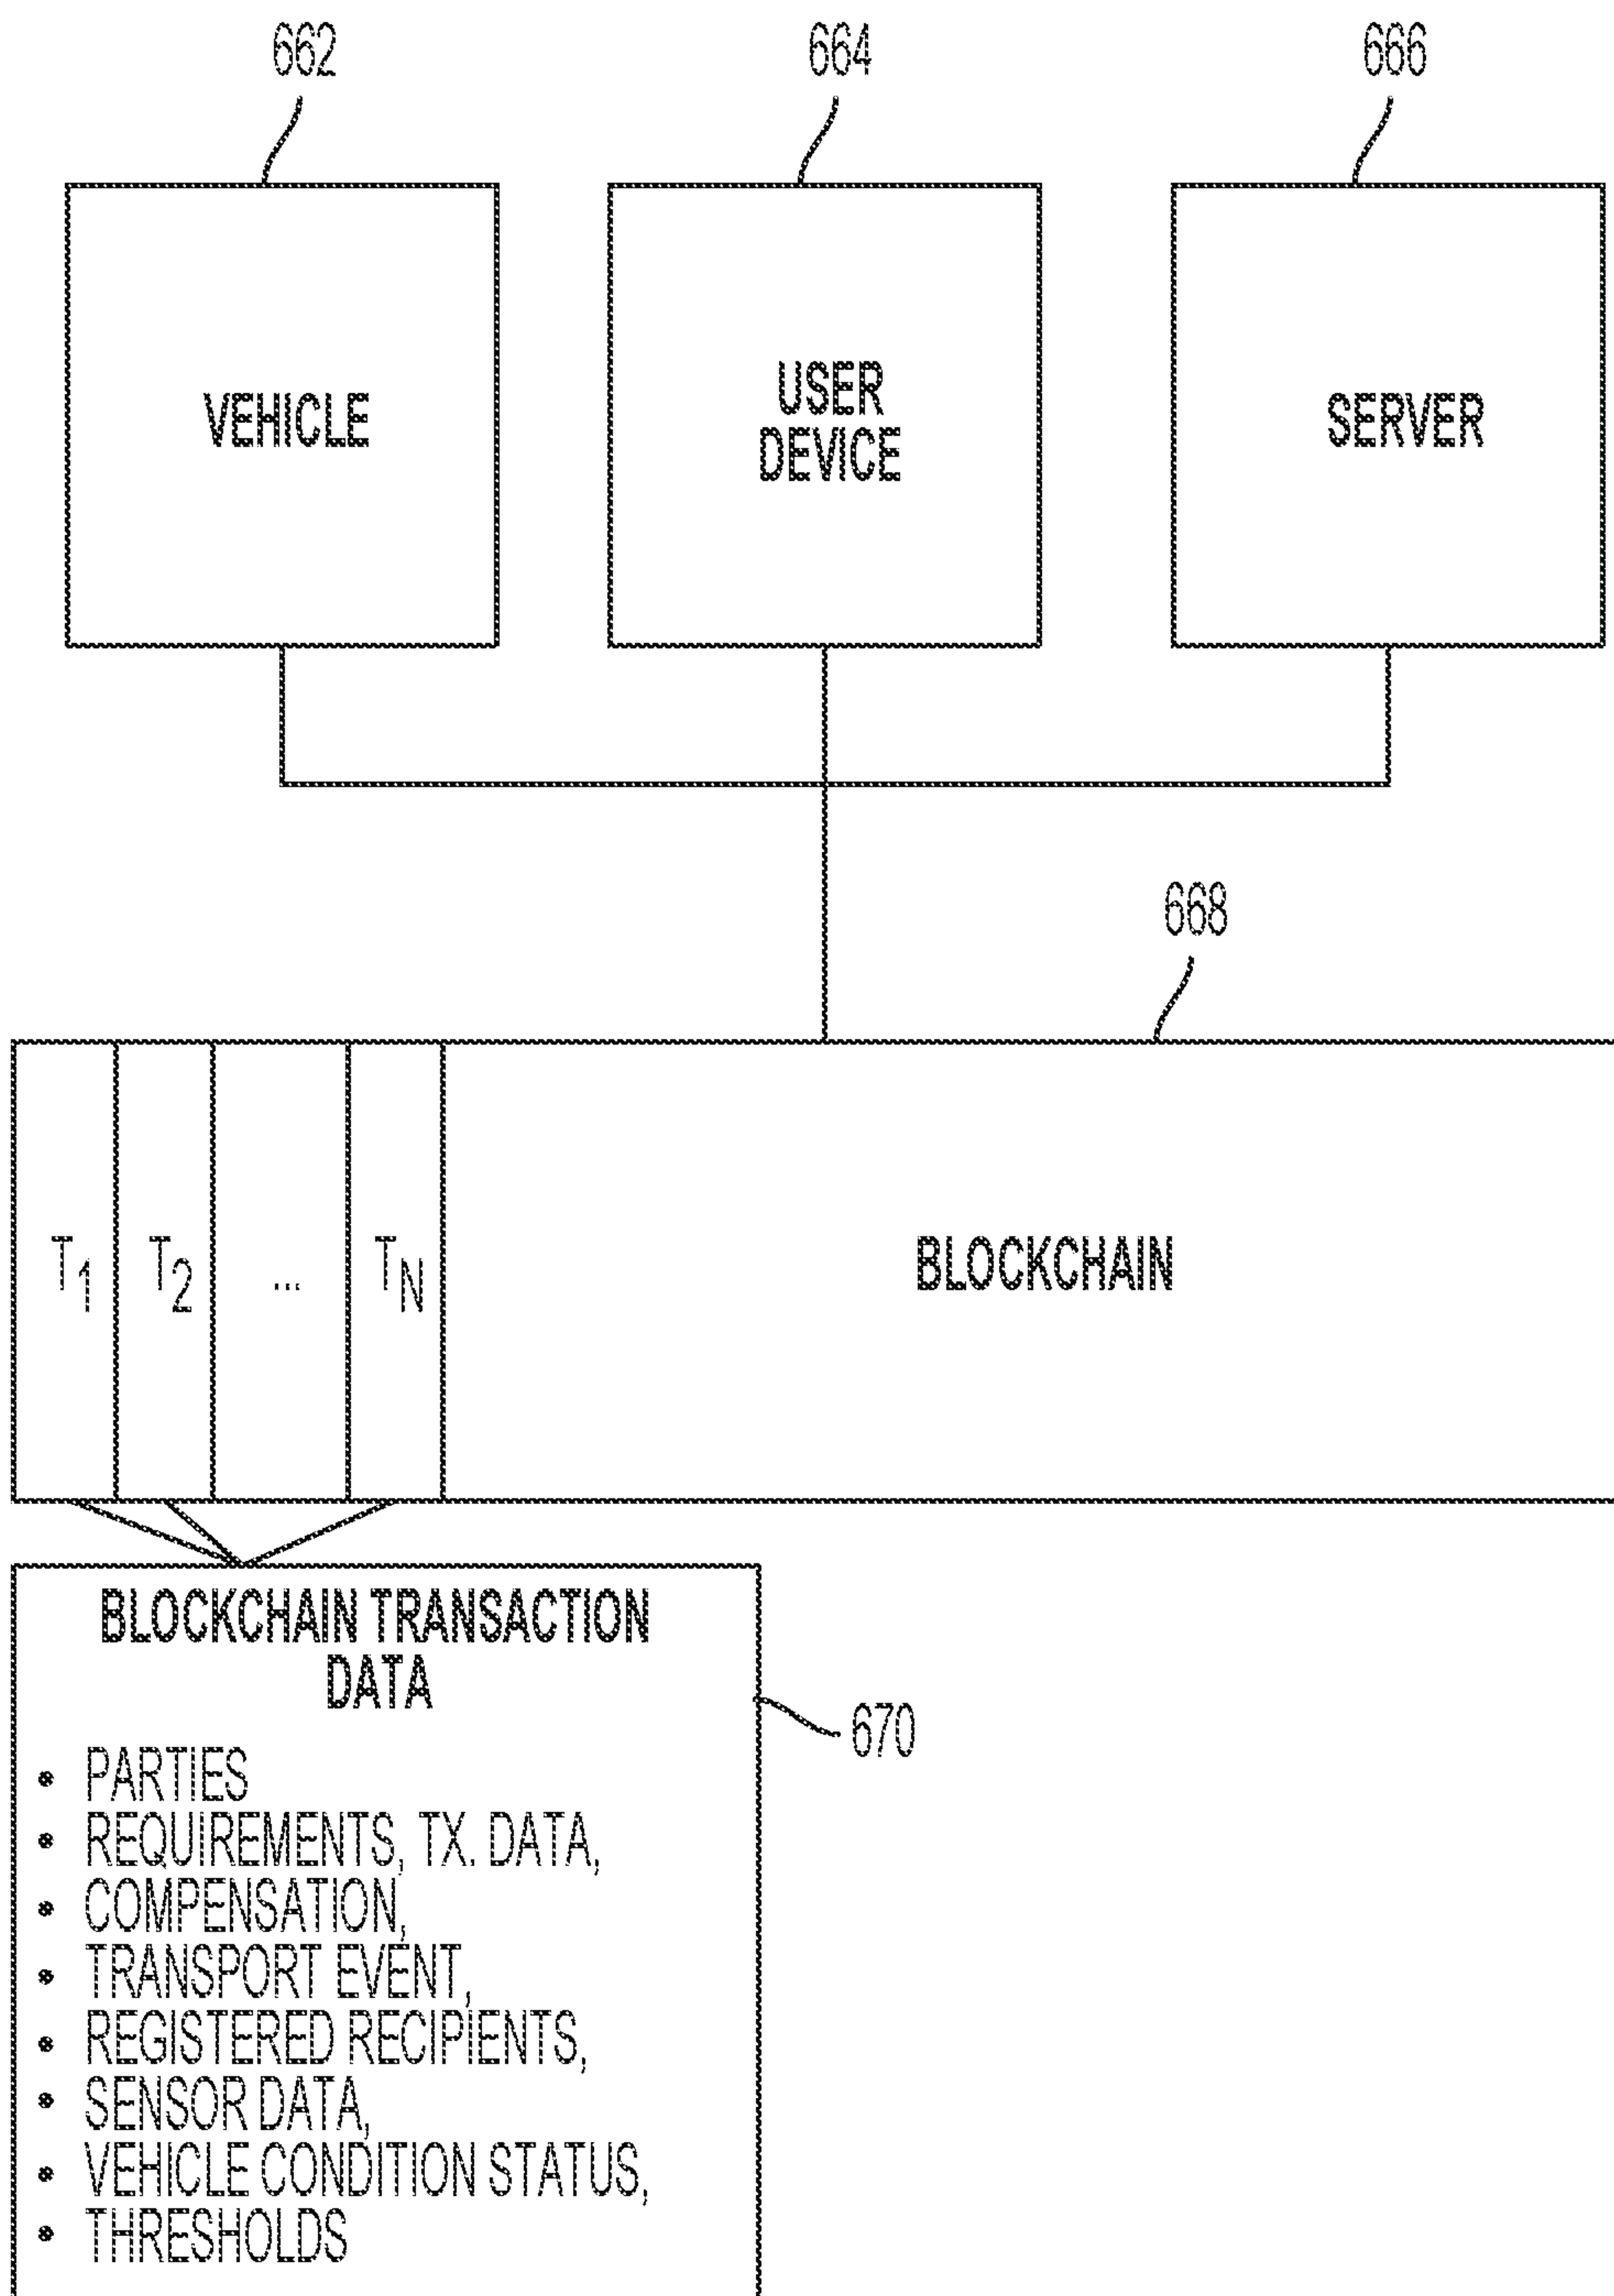 662
664
666
VEHICLE
USER
DEVICE
SERVER
668
T1
T2
...
TN
BLOCKCHAIN
BLOCKCHAIN TRANSACTION
DATA
670
• PARTIES
• REQUIREMENTS, TX. DATA,
• COMPENSATION,
• TRANSPORT EVENT,
• REGISTERED RECIPIENTS,
• SENSOR DATA,
• VEHICLE CONDITION STATUS,
• THRESHOLDS